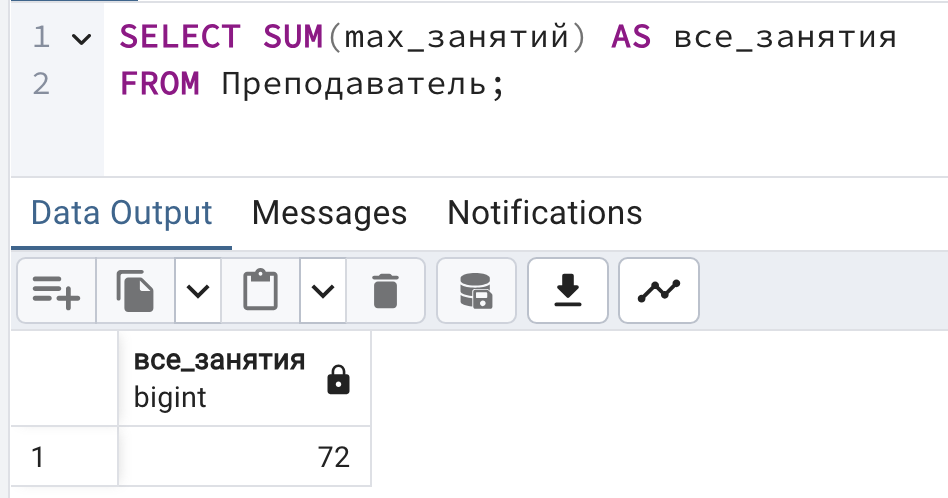 1 SELECT SUM(max_занятий) AS все_занятия
2 FROM Преподаватель;
Data Output Messages Notifications
все_занятия
bigint
1 72